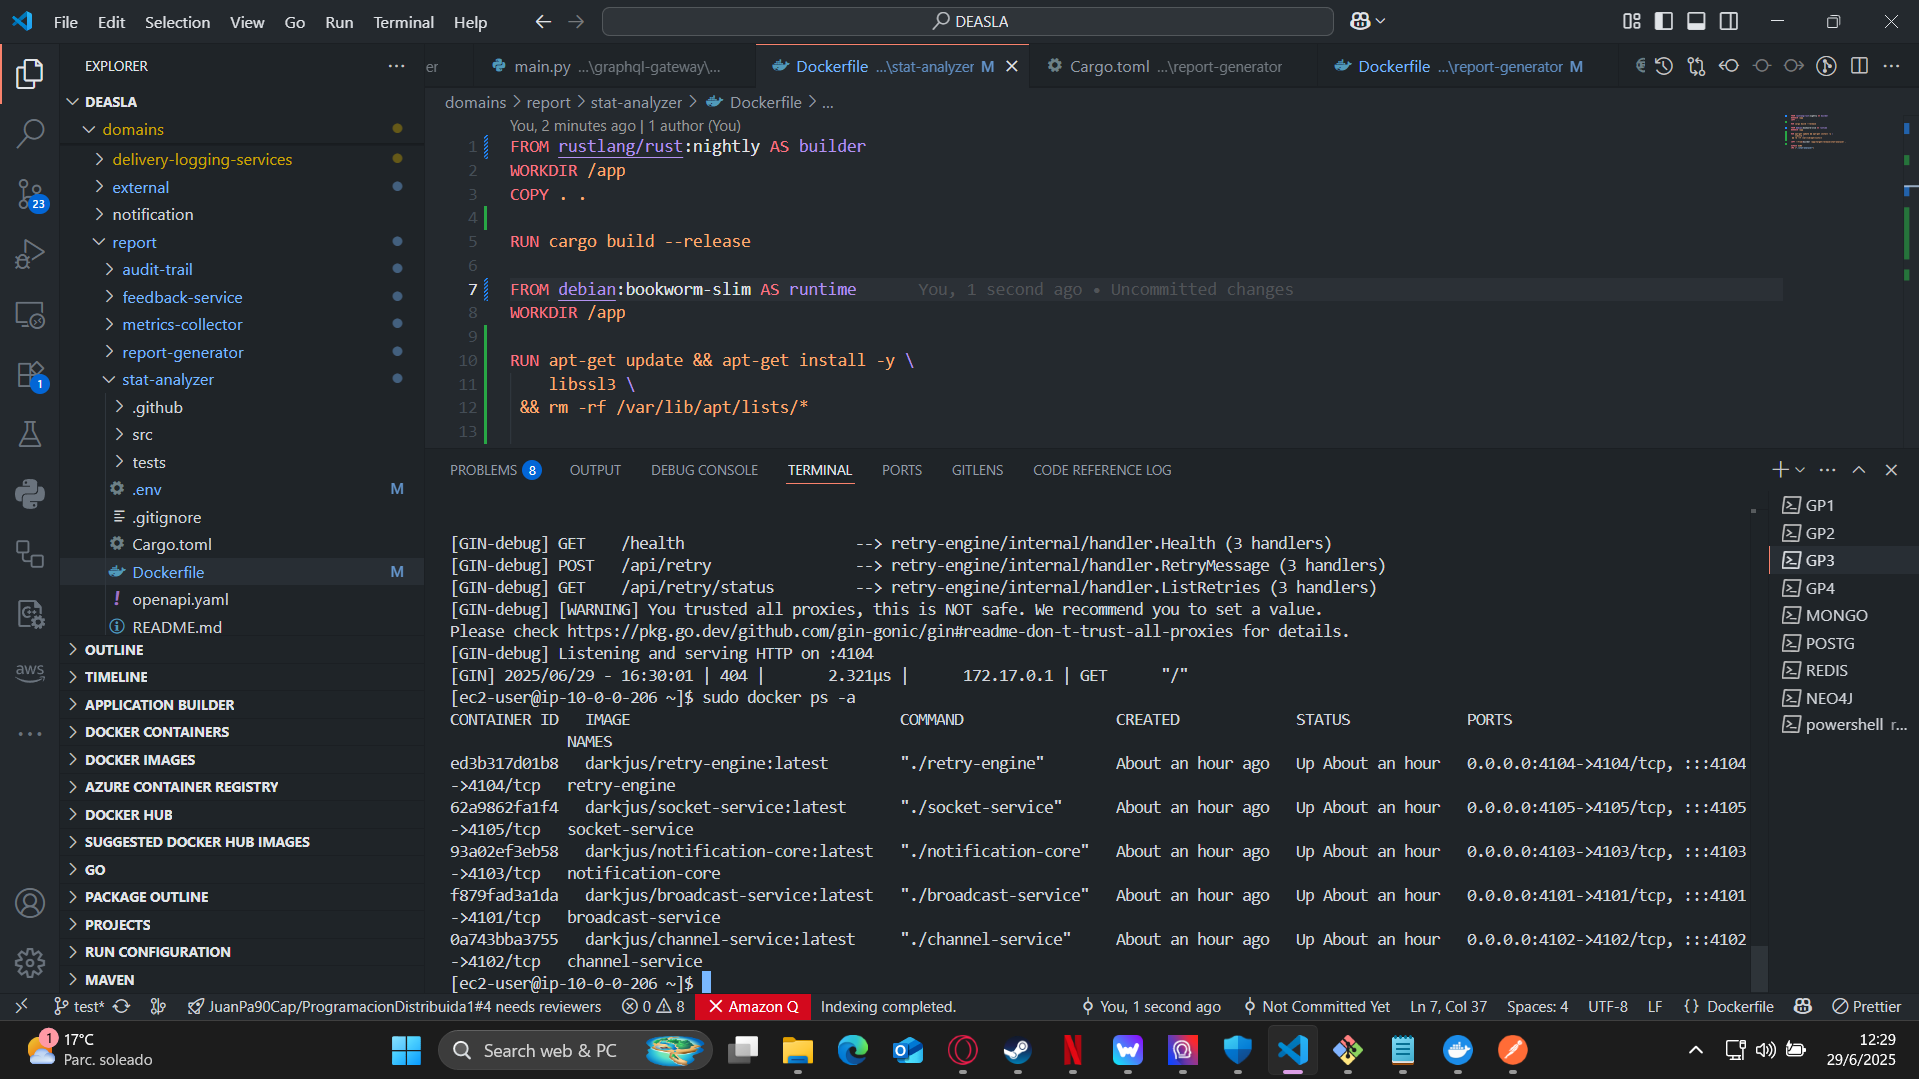 File Edit Selection View Go Run Terminal Help
DEASLA
EXPLORER
er
main.py ...\graphql-gateway\...
Dockerfile ...\stat-analyzer M
Cargo.toml ...\report-generator
Dockerfile ...\report-generator M
DEASLA
domains
delivery-logging-services
external
notification
report
audit-trail
feedback-service
metrics-collector
report-generator
stat-analyzer
.github
src
tests
.env M
.gitignore
Cargo.toml
Dockerfile M
openapi.yaml
README.md
OUTLINE
TIMELINE
APPLICATION BUILDER
DOCKER CONTAINERS
DOCKER IMAGES
AZURE CONTAINER REGISTRY
DOCKER HUB
SUGGESTED DOCKER HUB IMAGES
GO
PACKAGE OUTLINE
PROJECTS
RUN CONFIGURATION
MAVEN
23
1
aws
domains > report > stat-analyzer > Dockerfile > ...
You, 2 minutes ago | 1 author (You)
1 FROM rustlang/rust:nightly AS builder
2 WORKDIR /app
3 COPY . .
4
5 RUN cargo build --release
6
7 FROM debian:bookworm-slim AS runtime You, 1 second ago • Uncommitted changes
8 WORKDIR /app
9
10 RUN apt-get update && apt-get install -y \
11 libssl3 \
12 && rm -rf /var/lib/apt/lists/*
13
PROBLEMS 8 OUTPUT DEBUG CONSOLE TERMINAL PORTS GITLENS CODE REFERENCE LOG
[GIN-debug] GET /health --> retry-engine/internal/handler.Health (3 handlers)
[GIN-debug] POST /api/retry --> retry-engine/internal/handler.RetryMessage (3 handlers)
[GIN-debug] GET /api/retry/status --> retry-engine/internal/handler.ListRetries (3 handlers)
[GIN-debug] [WARNING] You trusted all proxies, this is NOT safe. We recommend you to set a value.
Please check https://pkg.go.dev/github.com/gin-gonic/gin#readme-don-t-trust-all-proxies for details.
[GIN-debug] Listening and serving HTTP on :4104
[GIN] 2025/06/29 - 16:30:01 | 404 | 2.321µs | 172.17.0.1 | GET "/"
[ec2-user@ip-10-0-0-206 ~]$ sudo docker ps -a
CONTAINER ID IMAGE COMMAND CREATED STATUS PORTS
NAMES
ed3b317d01b8 darkjus/retry-engine:latest "./retry-engine" About an hour ago Up About an hour 0.0.0.0:4104->4104/tcp, :::4104
->4104/tcp retry-engine
62a9862fa1f4 darkjus/socket-service:latest "./socket-service" About an hour ago Up About an hour 0.0.0.0:4105->4105/tcp, :::4105
->4105/tcp socket-service
93a02ef3eb58 darkjus/notification-core:latest "./notification-core" About an hour ago Up About an hour 0.0.0.0:4103->4103/tcp, :::4103
->4103/tcp notification-core
f879fad3a1da darkjus/broadcast-service:latest "./broadcast-service" About an hour ago Up About an hour 0.0.0.0:4101->4101/tcp, :::4101
->4101/tcp broadcast-service
0a743bba3755 darkjus/channel-service:latest "./channel-service" About an hour ago Up About an hour 0.0.0.0:4102->4102/tcp, :::4102
->4102/tcp channel-service
[ec2-user@ip-10-0-0-206 ~]$
GP1
GP2
GP3
GP4
MONGO
POSTG
REDIS
NEO4J
powershell r...
test* JuanPa90Cap/ProgramacionDistribuida1#4 needs reviewers 0 8 Amazon Q Indexing completed. You, 1 second ago Not Committed Yet Ln 7, Col 37 Spaces: 4 UTF-8 LF {} Dockerfile Prettier
1
17°C
Parc. soleado
Search web & PC
12:29
29/6/2025